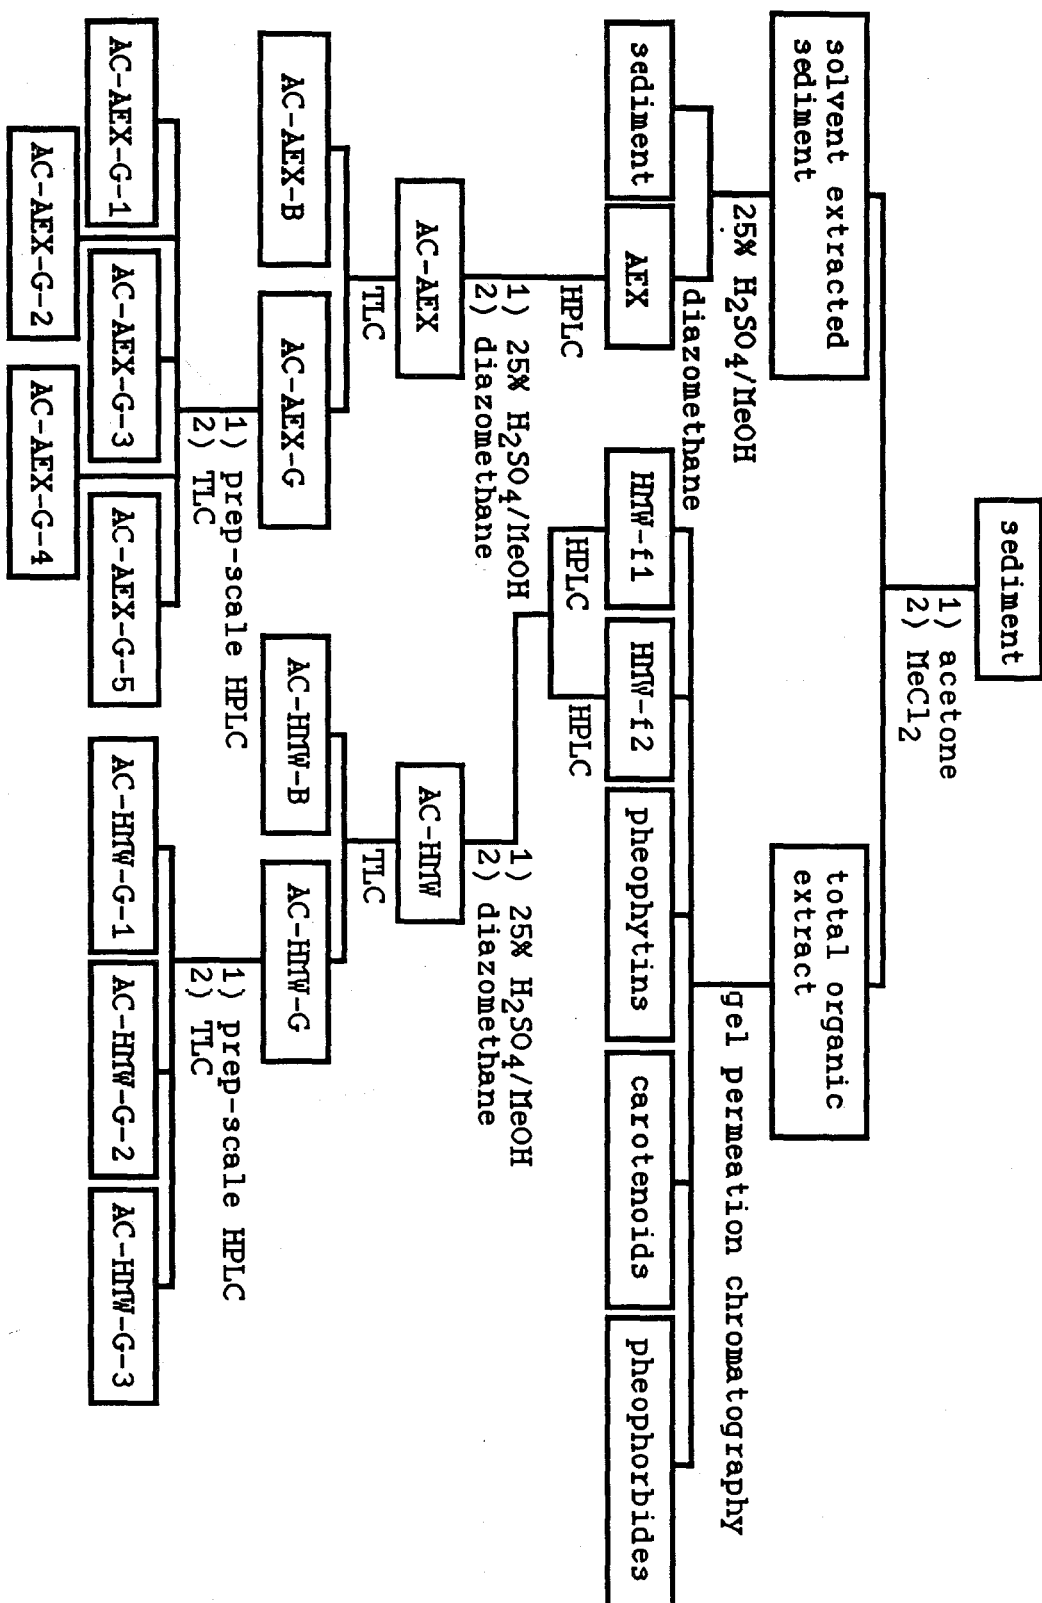 sediment
1) acetone
2) MeCl2
solvent extracted
sediment
total organic
extract
25% H2SO4/MeOH
diazomethane
gel permeation chromatography
sediment
AEX
HMW-f1
HMW-f2
pheophytins
carotenoids
pheophorbides
HPLC
HPLC
HPLC
1) 25% H2SO4/MeOH
2) diazomethane
1) 25% H2SO4/MeOH
2) diazomethane
AC-AEX
AC-HMW
TLC
TLC
AC-AEX-B
AC-AEX-G
AC-HMW-B
AC-HMW-G
1) prep-scale HPLC
2) TLC
1) prep-scale HPLC
2) TLC
AC-AEX-G-1
AC-AEX-G-3
AC-AEX-G-5
AC-HMW-G-1
AC-HMW-G-2
AC-HMW-G-3
AC-AEX-G-2
AC-AEX-G-4